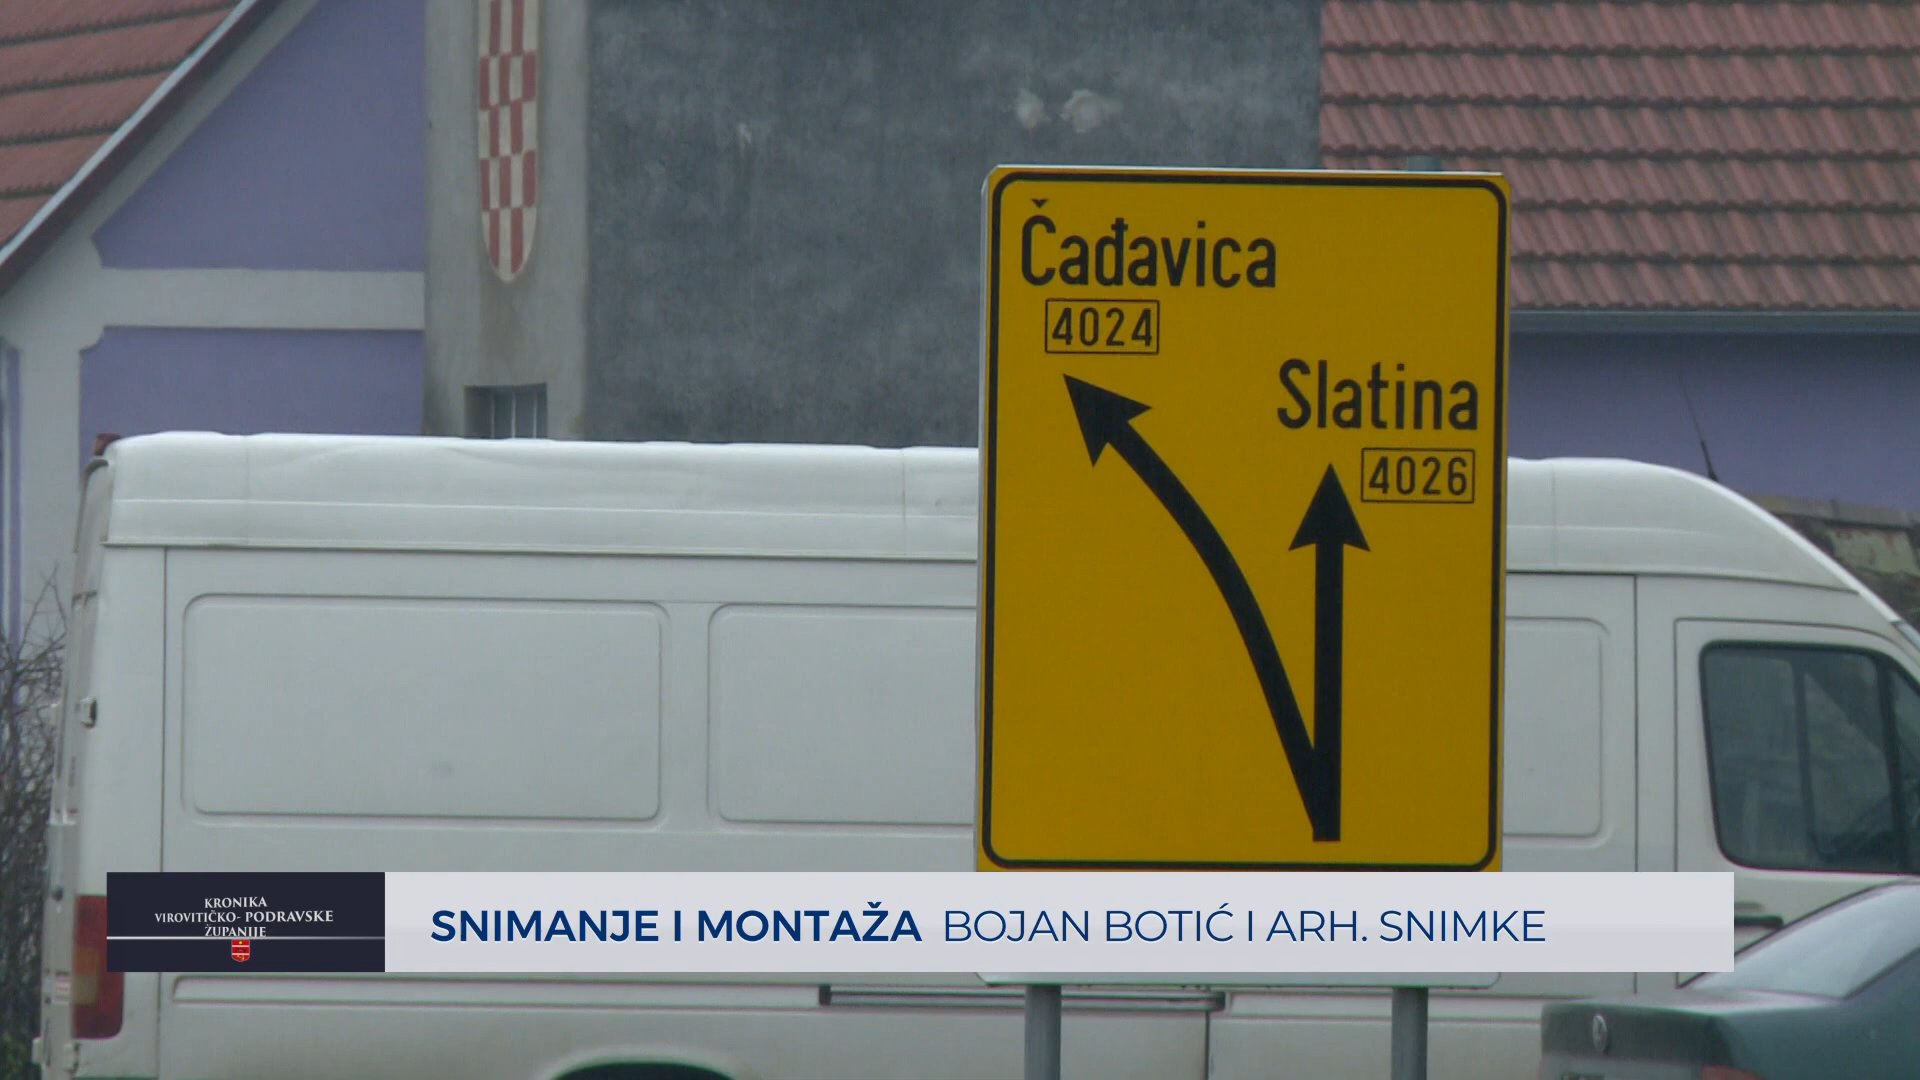 Čađavica
4024
Slatina
4026
KRONIKA
VIROVITIČKO- PODRAVSKE
ŽUPANIJE
SNIMANJE I MONTAŽA BOJAN BOTIĆ I ARH. SNIMKE